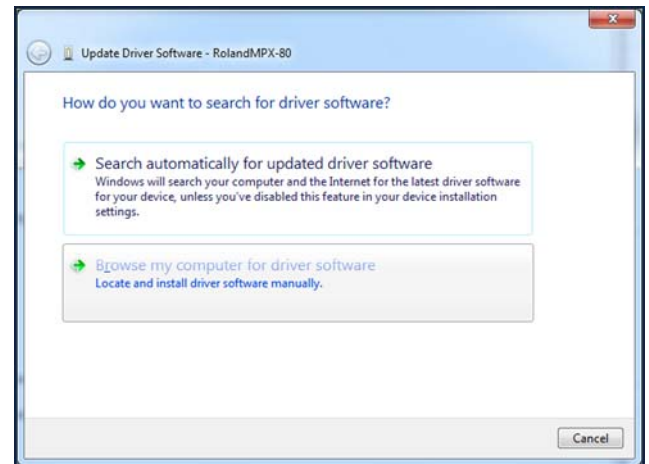 Update Driver Software - RolandMPX-80
How do you want to search for driver software?
Search automatically for updated driver software
Windows will search your computer and the Internet for the latest driver software
for your device, unless you've disabled this feature in your device installation
settings.
Browse my computer for driver software
Locate and install driver software manually.
Cancel